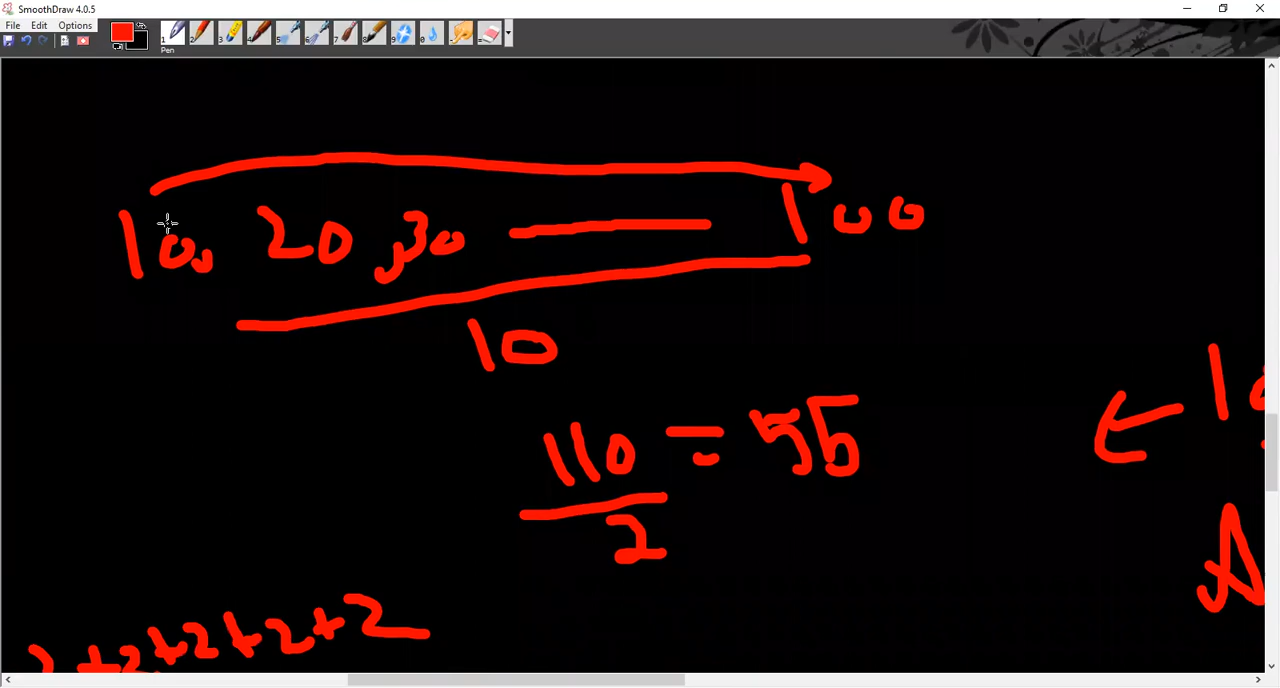 SmoothDraw 4.0.5
File Edit Options
Pen
10, 20, 30 — 100
10
110 = 55
2
2+2+2+2+2
A